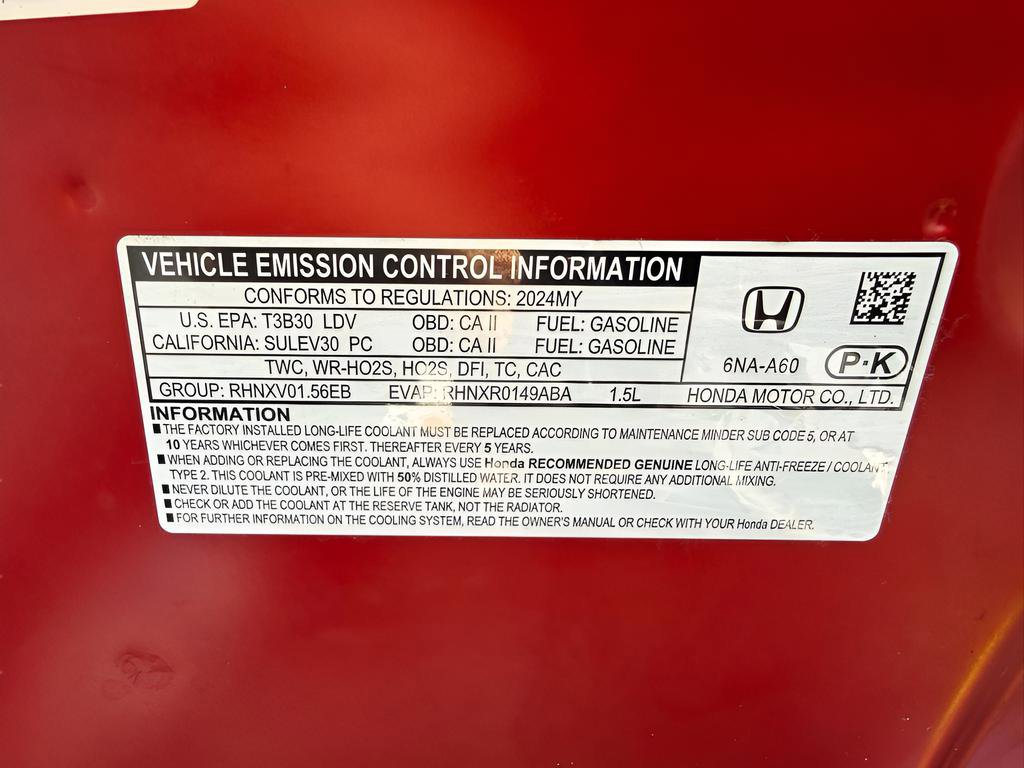 VEHICLE EMISSION CONTROL INFORMATION
CONFORMS TO REGULATIONS: 2024MY
U.S. EPA: T3B30 LDV OBD: CA II FUEL: GASOLINE
CALIFORNIA: SULEV30 PC OBD: CA II FUEL: GASOLINE
TWC, WR-HO2S, HO2S, DFI, TC, CAC
6NA-A60 P·K
GROUP: RHNXV01.56EB EVAP: RHNXR0149ABA 1.5L HONDA MOTOR CO., LTD.
INFORMATION
■ THE FACTORY INSTALLED LONG-LIFE COOLANT MUST BE REPLACED ACCORDING TO MAINTENANCE MINDER SUB CODE 5, OR AT
10 YEARS WHICHEVER COMES FIRST. THEREAFTER EVERY 5 YEARS.
■ WHEN ADDING OR REPLACING THE COOLANT, ALWAYS USE Honda RECOMMENDED GENUINE LONG-LIFE ANTI-FREEZE / COOLANT
TYPE 2. THIS COOLANT IS PRE-MIXED WITH 50% DISTILLED WATER. IT DOES NOT REQUIRE ANY ADDITIONAL MIXING.
■ NEVER DILUTE THE COOLANT, OR THE LIFE OF THE ENGINE MAY BE SERIOUSLY SHORTENED.
■ CHECK OR ADD THE COOLANT AT THE RESERVE TANK, NOT THE RADIATOR.
■ FOR FURTHER INFORMATION ON THE COOLING SYSTEM, READ THE OWNER'S MANUAL OR CHECK WITH YOUR Honda DEALER.